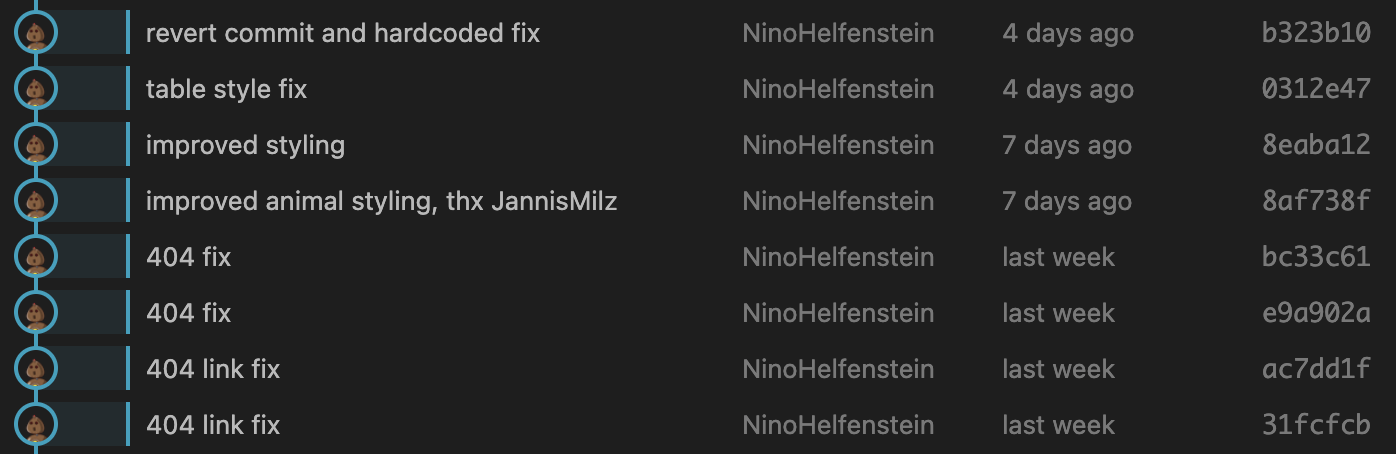 revert commit and hardcoded fix NinoHelfenstein 4 days ago b323b10
table style fix NinoHelfenstein 4 days ago 0312e47
improved styling NinoHelfenstein 7 days ago 8eaba12
improved animal styling, thx JannisMilz NinoHelfenstein 7 days ago 8af738f
404 fix NinoHelfenstein last week bc33c61
404 fix NinoHelfenstein last week e9a902a
404 link fix NinoHelfenstein last week ac7dd1f
404 link fix NinoHelfenstein last week 31fcfcb